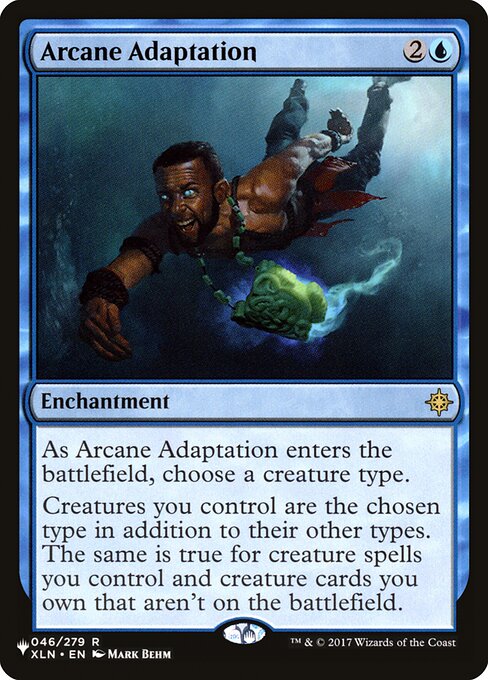 Arcane Adaptation 2
Enchantment
As Arcane Adaptation enters the
battlefield, choose a creature type.
Creatures you control are the chosen
type in addition to their other types.
The same is true for creature spells
you control and creature cards you
own that aren't on the battlefield.
046/279 R
XLN • EN Mark Behm
™ & © 2017 Wizards of the Coast